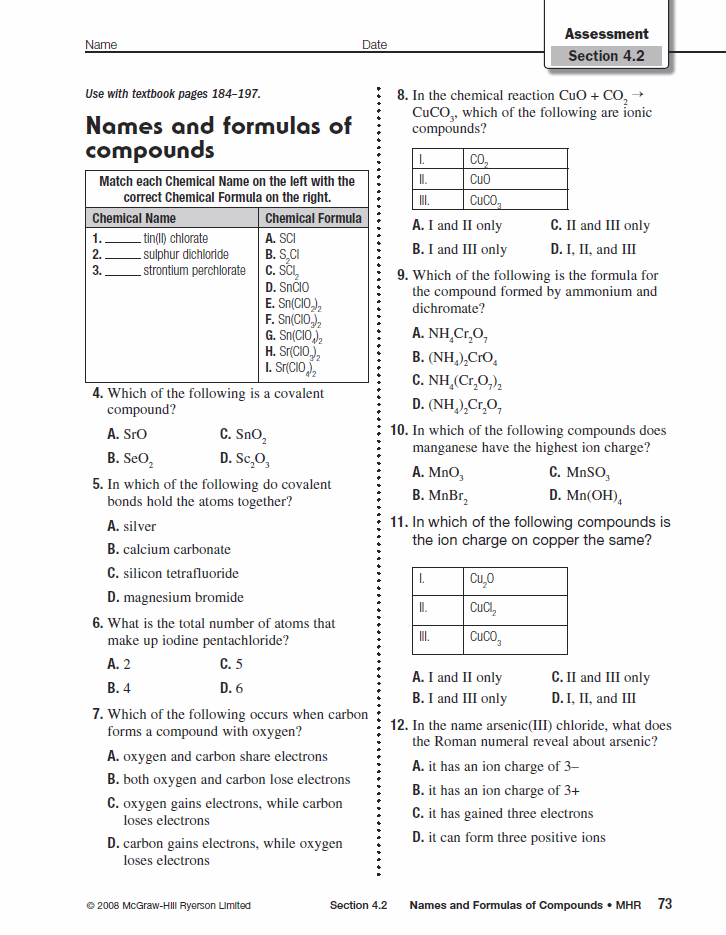 Name Date
Assessment
Section 4.2
Use with textbook pages 184–197.
Names and formulas of
compounds
Match each Chemical Name on the left with the
correct Chemical Formula on the right.
Chemical Name Chemical Formula
1. ______ tin(II) chlorate A. SCl
2. ______ sulphur dichloride B. S₂Cl
3. ______ strontium perchlorate C. SCl₂
D. SnClO
E. Sn(ClO₂)₂
F. Sn(ClO₃)₂
G. Sn(ClO₄)₂
H. Sr(ClO₃)₂
I. Sr(ClO₄)₂
4. Which of the following is a covalent
compound?
A. SrO C. SnO₂
B. SeO₂ D. Sc₂O₃
5. In which of the following do covalent
bonds hold the atoms together?
A. silver
B. calcium carbonate
C. silicon tetrafluoride
D. magnesium bromide
6. What is the total number of atoms that
make up iodine pentachloride?
A. 2 C. 5
B. 4 D. 6
7. Which of the following occurs when carbon
forms a compound with oxygen?
A. oxygen and carbon share electrons
B. both oxygen and carbon lose electrons
C. oxygen gains electrons, while carbon
loses electrons
D. carbon gains electrons, while oxygen
loses electrons
8. In the chemical reaction CuO + CO₂ →
CuCO₃, which of the following are ionic
compounds?
I. CO₂
II. CuO
III. CuCO₃
A. I and II only C. II and III only
B. I and III only D. I, II, and III
9. Which of the following is the formula for
the compound formed by ammonium and
dichromate?
A. NH₄Cr₂O₇
B. (NH₄)₂CrO₄
C. NH₄(Cr₂O₇)₂
D. (NH₄)₂Cr₂O₇
10. In which of the following compounds does
manganese have the highest ion charge?
A. MnO₃ C. MnSO₃
B. MnBr₂ D. Mn(OH)₄
11. In which of the following compounds is
the ion charge on copper the same?
I. Cu₂O
II. CuCl₂
III. CuCO₃
A. I and II only C. II and III only
B. I and III only D. I, II, and III
12. In the name arsenic(III) chloride, what does
the Roman numeral reveal about arsenic?
A. it has an ion charge of 3–
B. it has an ion charge of 3+
C. it has gained three electrons
D. it can form three positive ions
© 2008 McGraw-Hill Ryerson Limited Section 4.2 Names and Formulas of Compounds • MHR 73